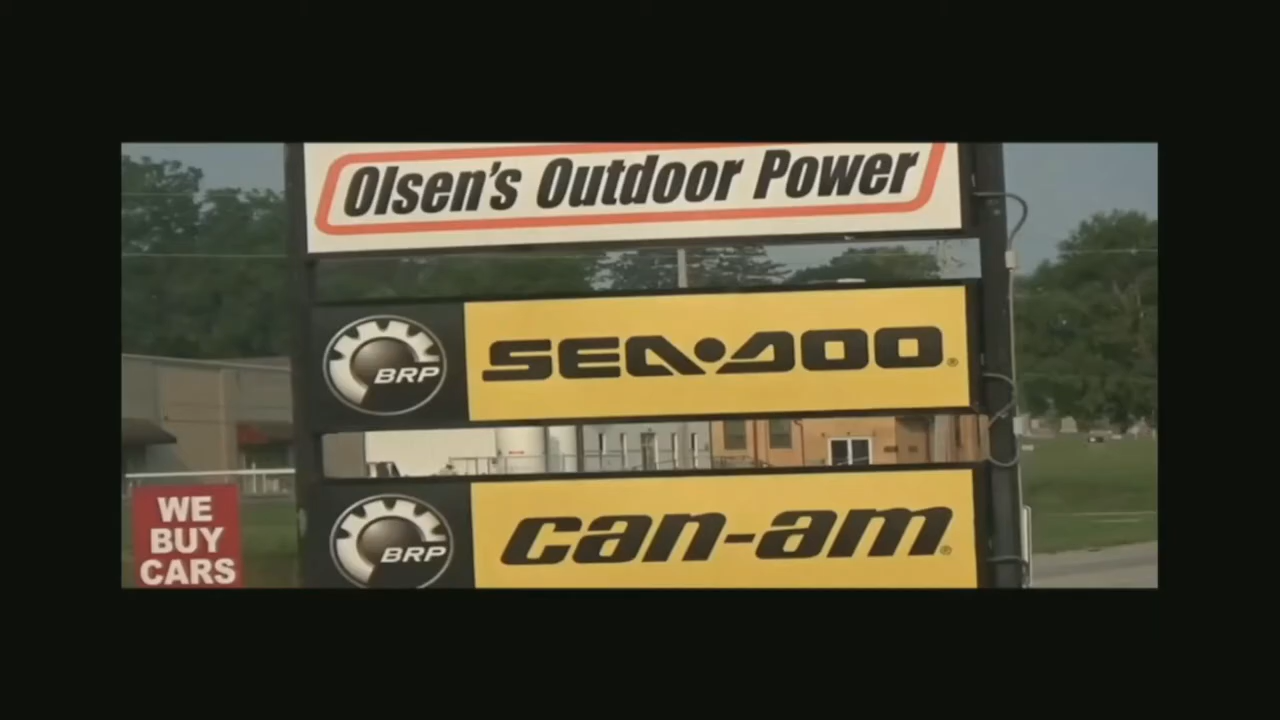 Olsen's Outdoor Power
BRP
SEA-DOO®
BRP
can-am®
WE
BUY
CARS